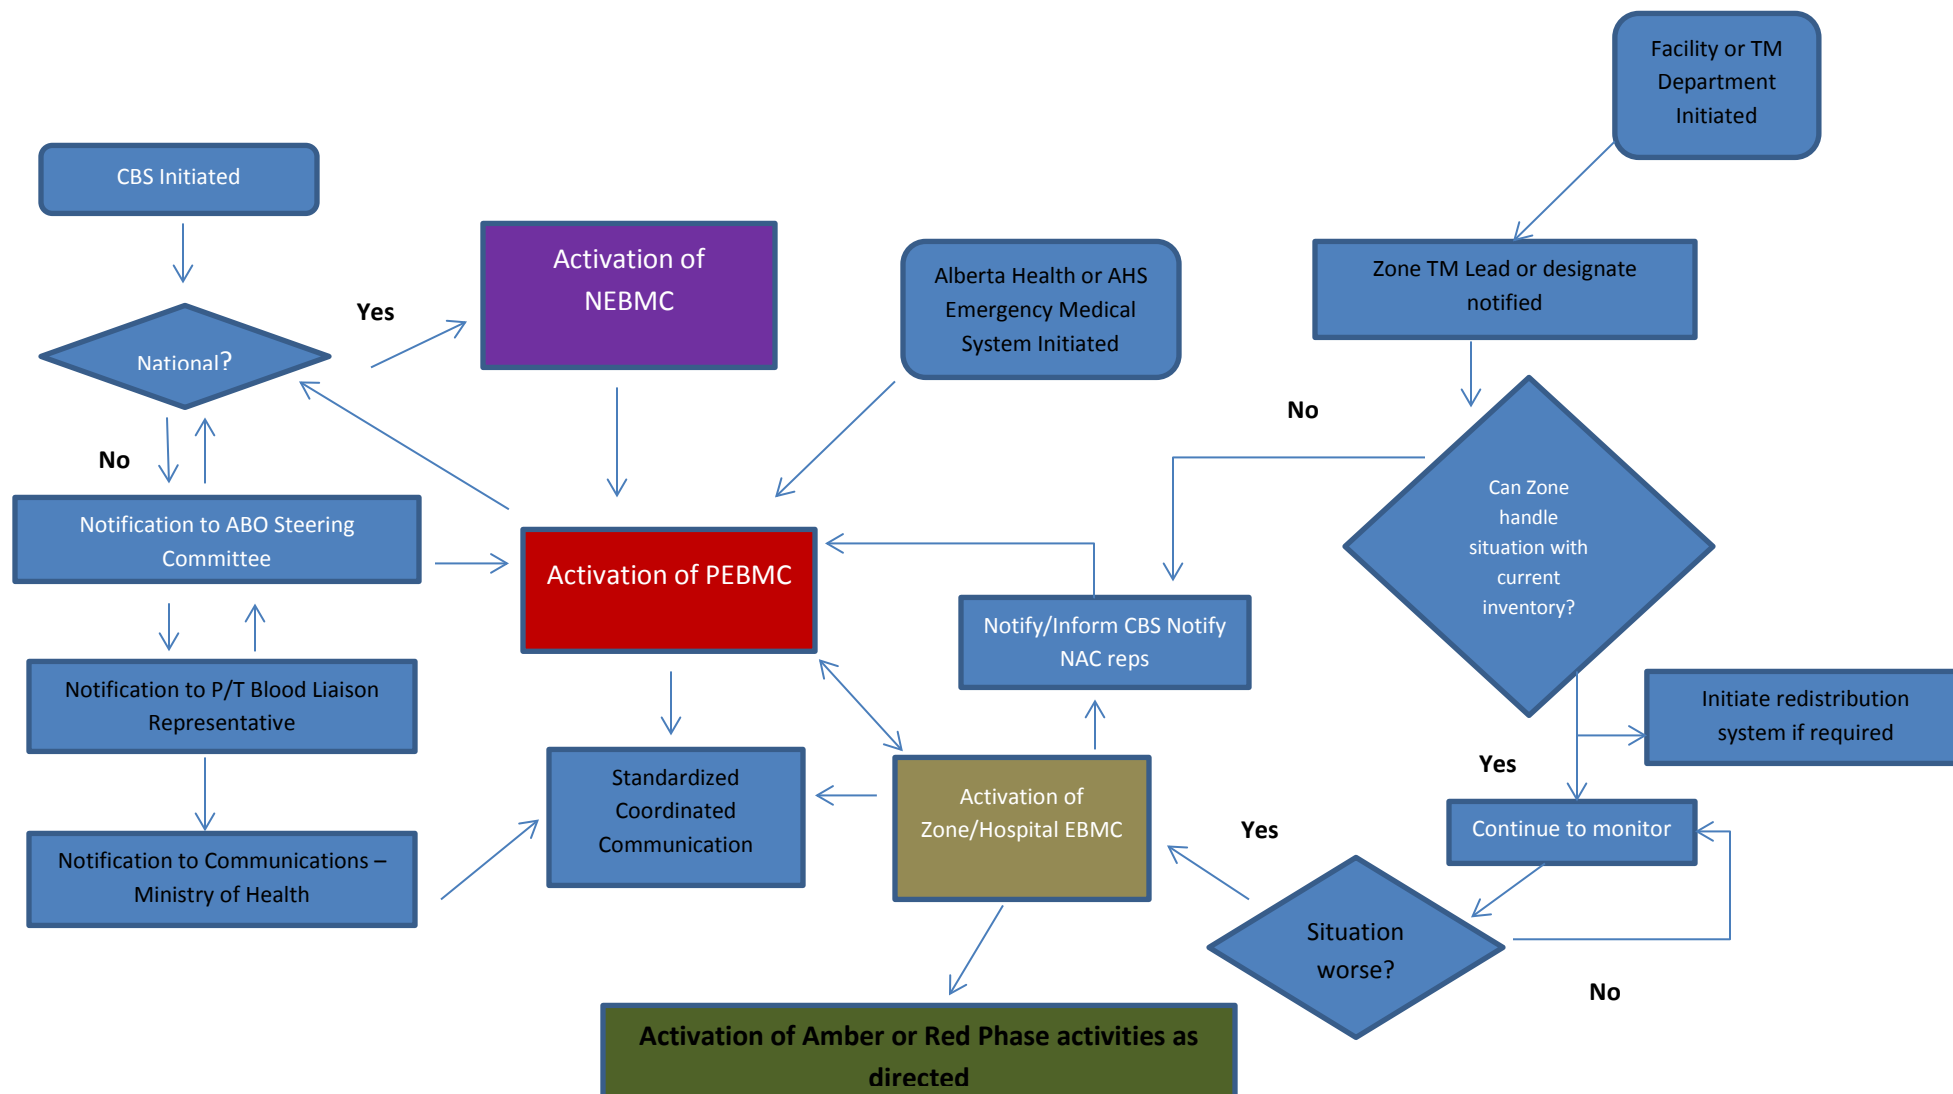 Facility or TM
Department
Initiated
CBS Initiated
Activation of
NEBMC
Alberta Health or AHS
Emergency Medical
System Initiated
Zone TM Lead or designate
notified
Yes
National?
No
No
Notification to ABO Steering
Committee
Activation of PEBMC
Can Zone
handle
situation with
current
inventory?
Notify/Inform CBS Notify
NAC reps
Notification to P/T Blood Liaison
Representative
Initiate redistribution
system if required
Yes
Standardized
Coordinated
Communication
Activation of
Zone/Hospital EBMC
Yes
Continue to monitor
Notification to Communications –
Ministry of Health
Situation
worse?
No
Activation of Amber or Red Phase activities as
directed